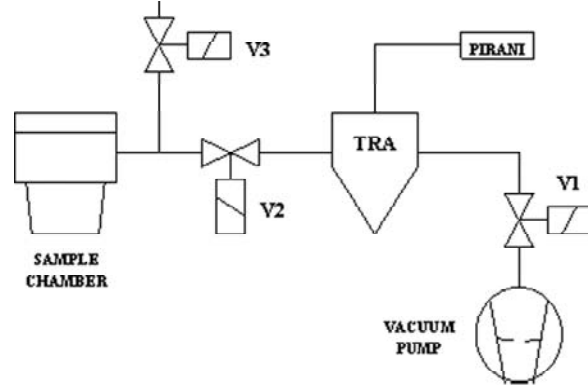 V3
PIRANI
TRA
V2
V1
SAMPLE
CHAMBER
VACUUM
PUMP